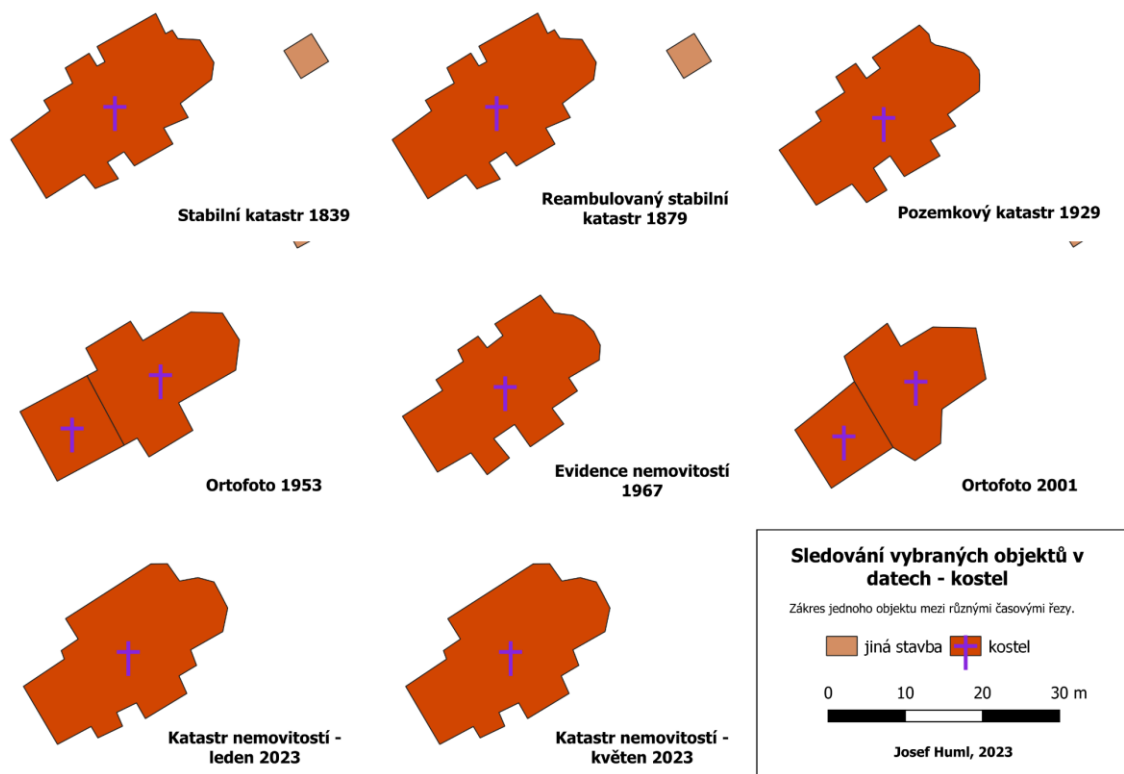 Stabilní katastr 1839
Reambulovaný stabilní
katastr 1879
Pozemkový katastr 1929
Ortofoto 1953
Evidence nemovitostí
1967
Ortofoto 2001
Katastr nemovitostí -
leden 2023
Katastr nemovitostí -
květen 2023
Sledování vybraných objektů v
datech - kostel
Zákres jednoho objektu mezi různými časovými řezy.
jiná stavba kostel
0 10 20 30 m
Josef Huml, 2023